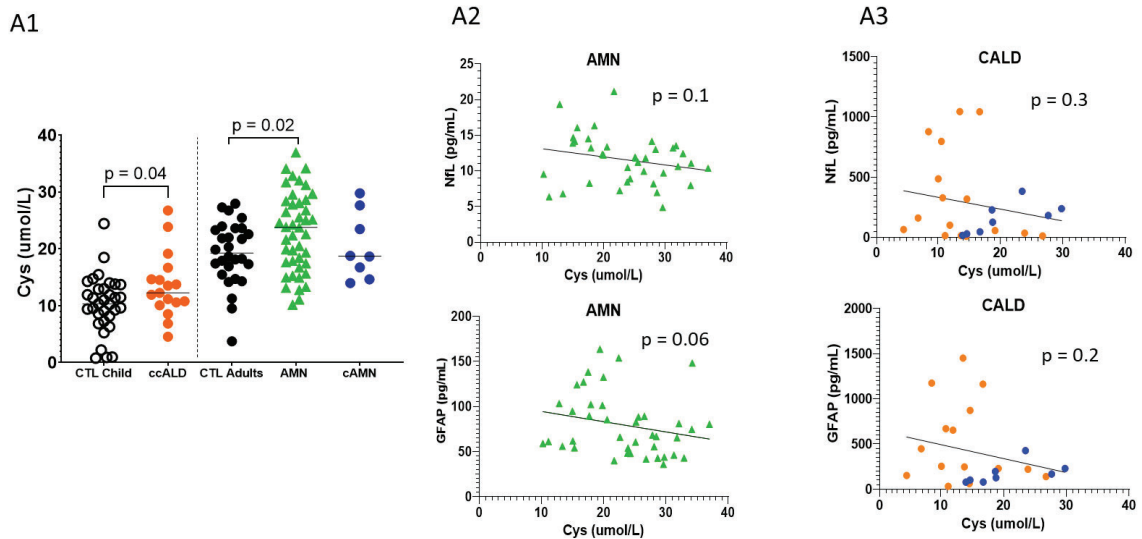 A1
A2
A3
Cys (umol/L)
40
30
20
10
0
p = 0.04
p = 0.02
CTL Child
ccALD
CTL Adults
AMN
cAMN
AMN
NfL (pg/mL)
25
20
15
10
5
0
p = 0.1
0
10
20
30
40
Cys (umol/L)
CALD
NfL (pg/mL)
1500
1000
500
0
p = 0.3
0
10
20
30
40
Cys (umol/L)
AMN
GFAP (pg/mL)
200
150
100
50
0
p = 0.06
0
10
20
30
40
Cys (umol/L)
CALD
GFAP (pg/mL)
2000
1500
1000
500
0
p = 0.2
0
10
20
30
40
Cys (umol/L)